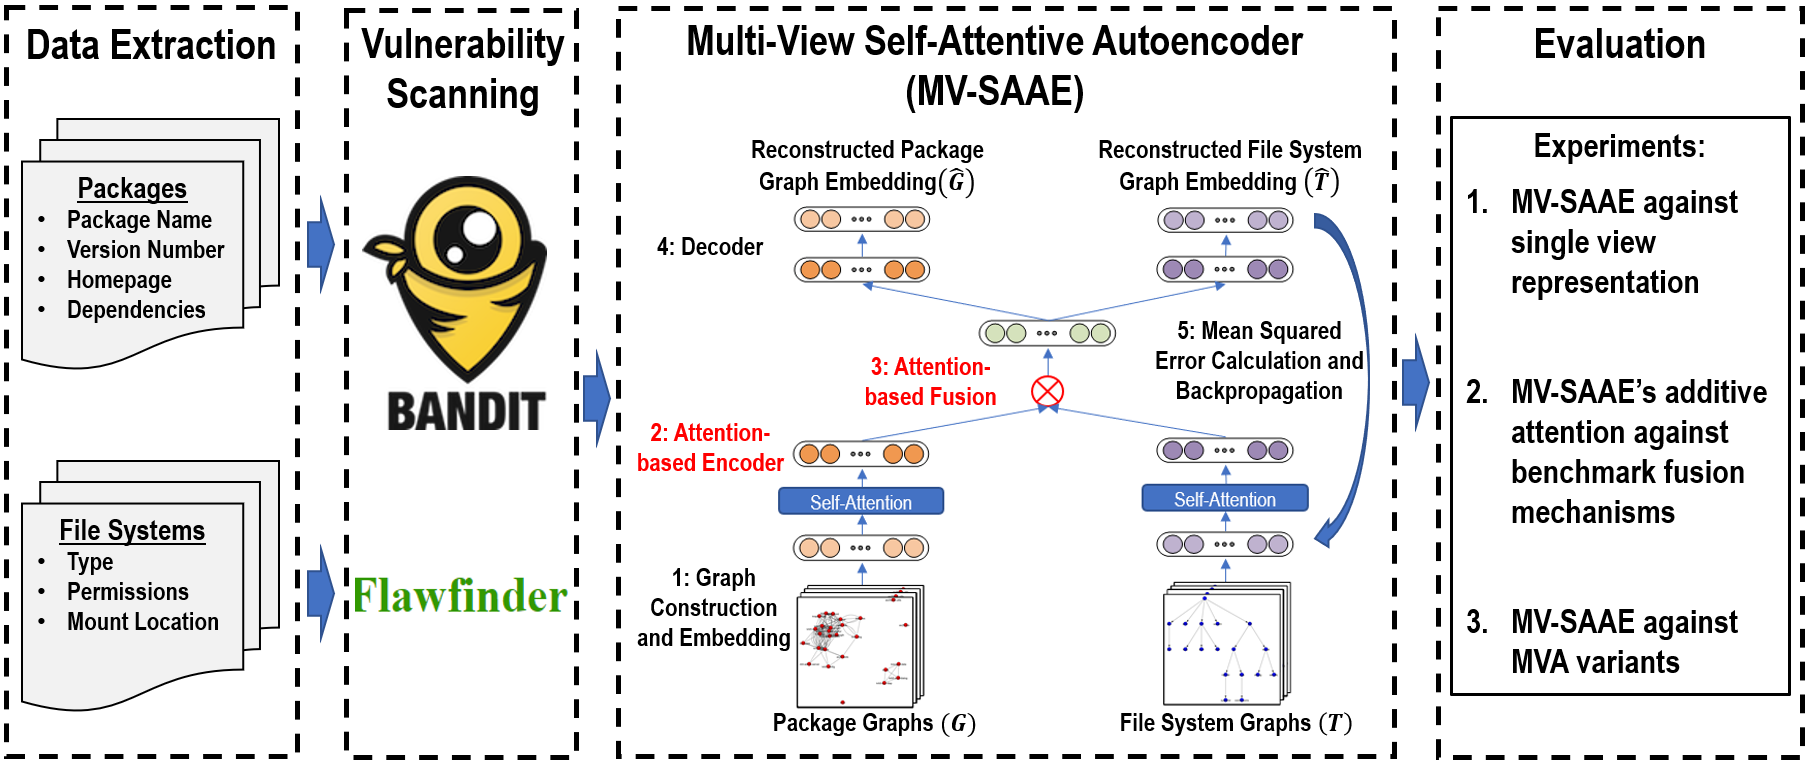 Data Extraction
Packages
• Package Name
• Version Number
• Homepage
• Dependencies
File Systems
• Type
• Permissions
• Mount Location
Vulnerability
Scanning
BANDIT
Flawfinder
Multi-View Self-Attentive Autoencoder
(MV-SAAE)
Reconstructed Package
Graph Embedding(Ĝ)
Reconstructed File System
Graph Embedding (T̂)
4: Decoder
5: Mean Squared
Error Calculation and
Backpropagation
3: Attention-
based Fusion
2: Attention-
based Encoder
Self-Attention
Self-Attention
1: Graph
Construction
and Embedding
Package Graphs (G)
File System Graphs (T)
Evaluation
Experiments:
1. MV-SAAE against
single view
representation
2. MV-SAAE's additive
attention against
benchmark fusion
mechanisms
3. MV-SAAE against
MVA variants